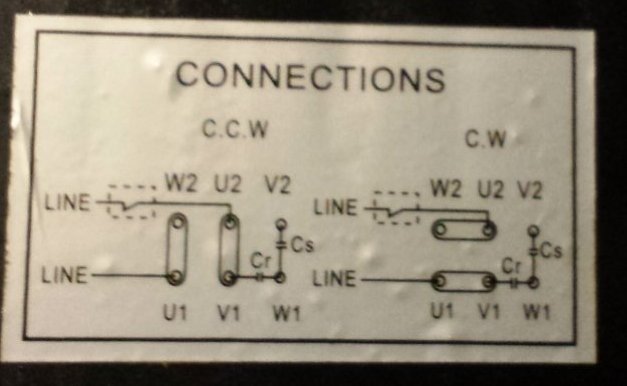 CONNECTIONS
C.C.W
C.W
W2 U2 V2
LINE
Cs
Cr
LINE
U1 V1 W1
W2 U2 V2
LINE
Cs
Cr
LINE
U1 V1 W1